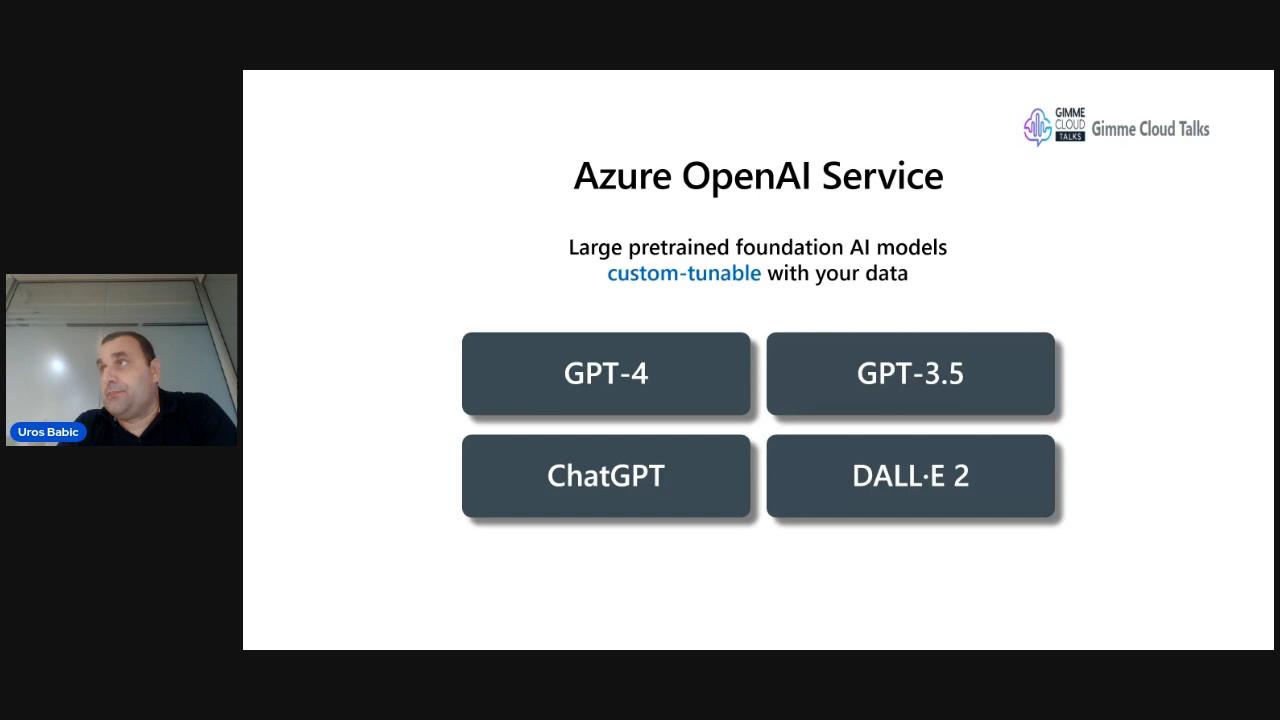 GIMME
CLOUD
TALKS
Gimme Cloud Talks
Azure OpenAI Service
Large pretrained foundation AI models
custom-tunable with your data
GPT-4
GPT-3.5
ChatGPT
DALL·E 2
Uros Babic